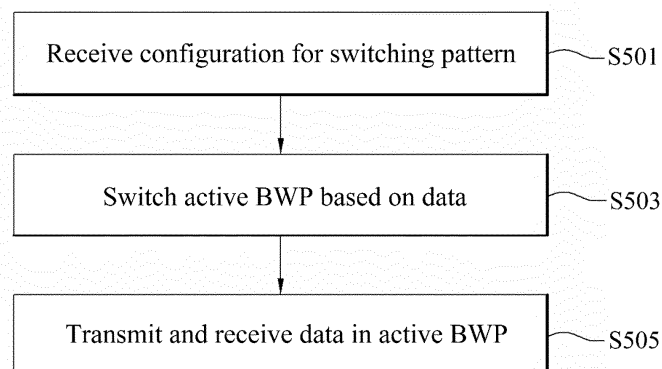 Receive configuration for switching pattern
S501
Switch active BWP based on data
S503
Transmit and receive data in active BWP
S505